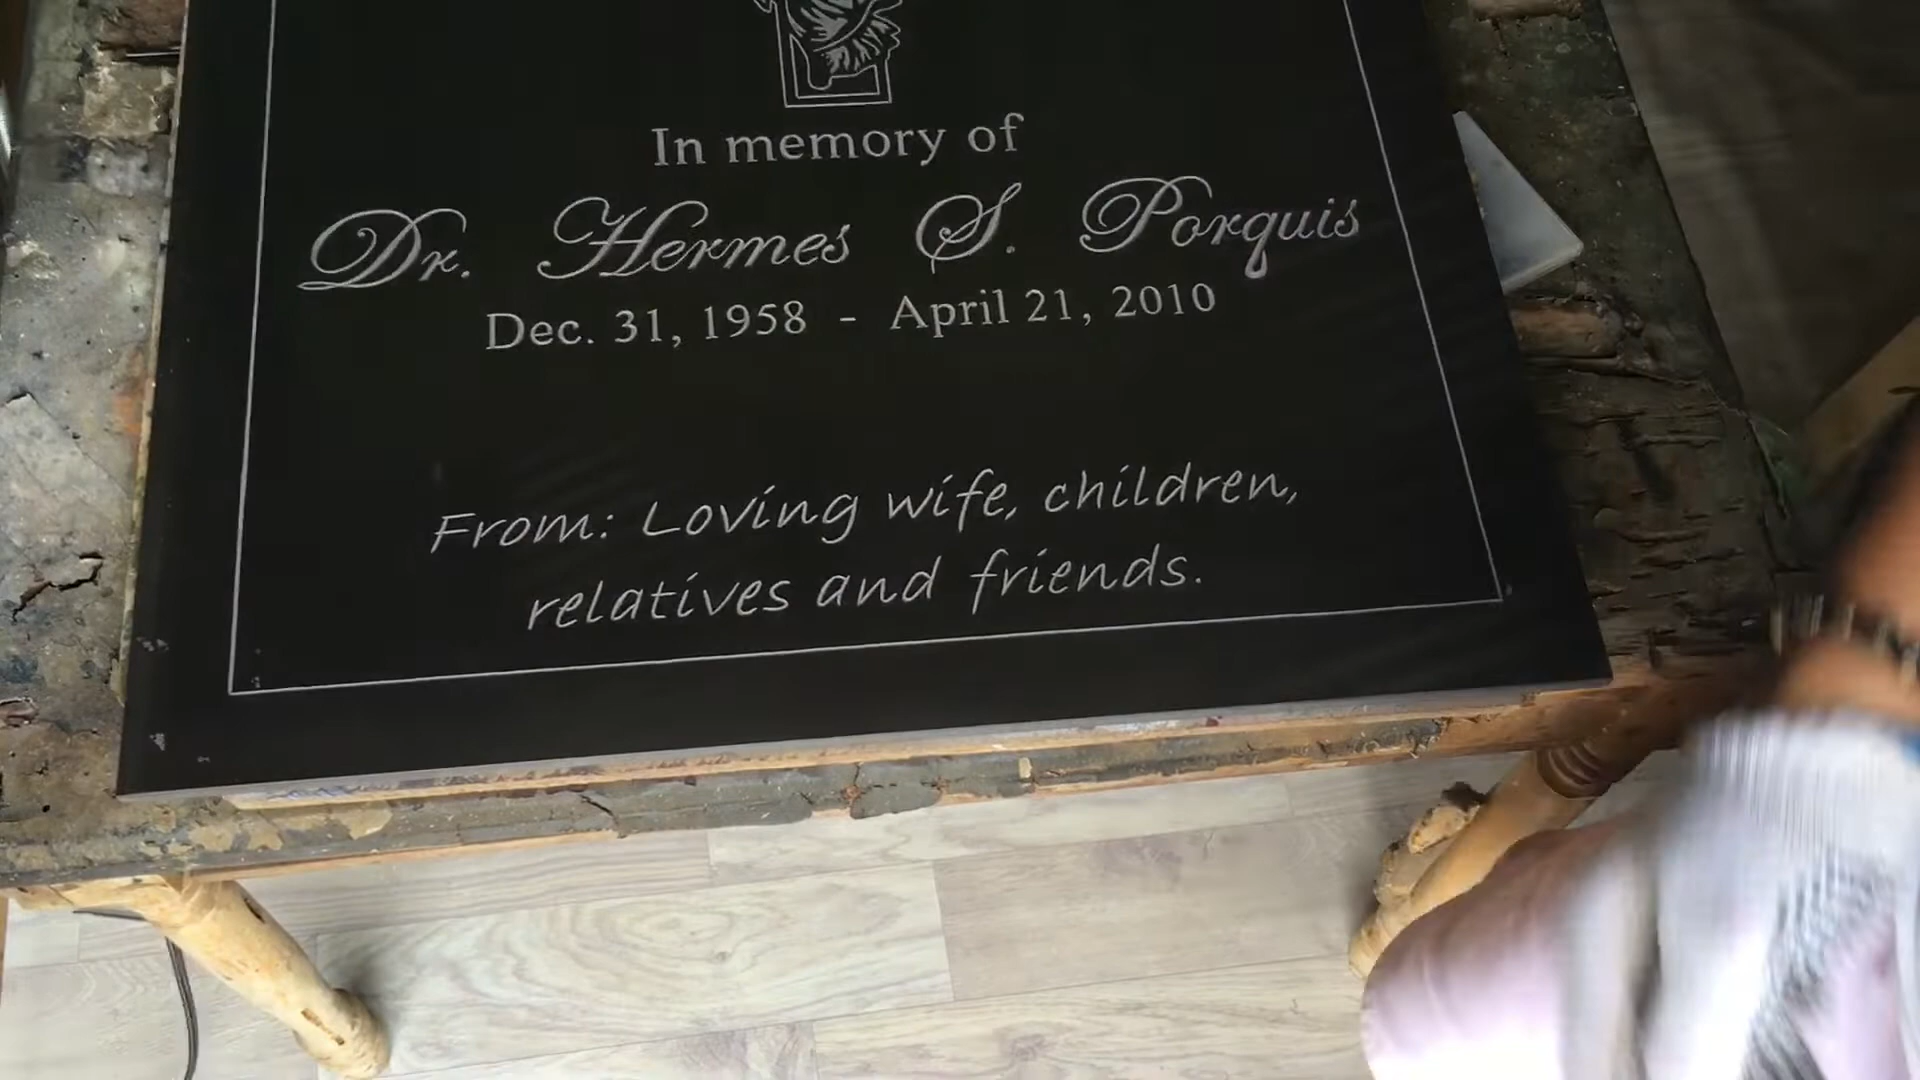 In memory of
Dr. Hermes S. Porquis
Dec. 31, 1958 - April 21, 2010
From: Loving wife, children,
relatives and friends.